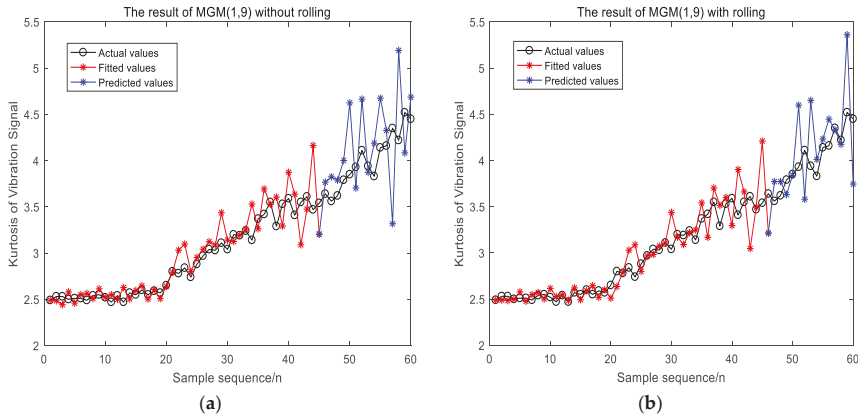 The result of MGM(1,9) without rolling
5.5
5
4.5
4
3.5
3
2.5
2
Kurtosis of Vibration Signal
Actual values
Fitted values
Predicted values
0 10 20 30 40 50 60
Sample sequence/n
(a)
The result of MGM(1,9) with rolling
5.5
5
4.5
4
3.5
3
2.5
2
Kurtosis of Vibration Signal
Actual values
Fitted values
Predicted values
0 10 20 30 40 50 60
Sample sequence/n
(b)